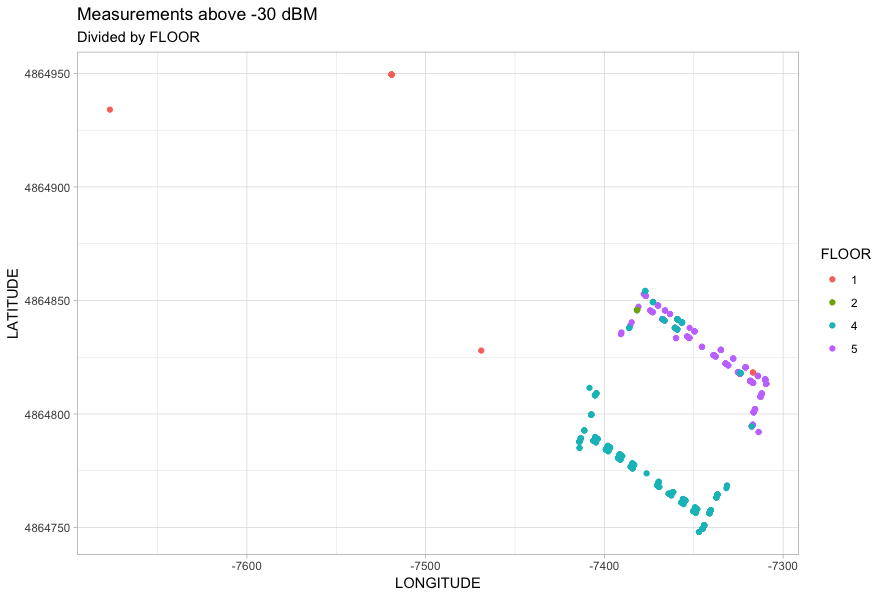 Measurements above -30 dBM
Divided by FLOOR
4864950
4864900
4864850
4864800
4864750
LATITUDE
-7600
-7500
-7400
-7300
LONGITUDE
FLOOR
1
2
4
5